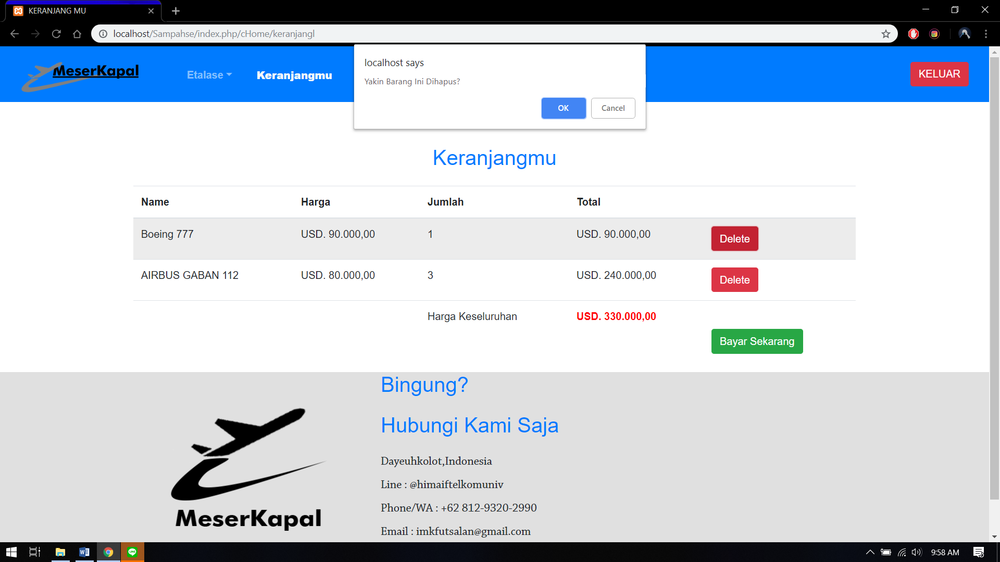 KERANJANG MU
localhost/Sampahse/index.php/cHome/keranjangl
MeserKapal
Etalase
Keranjangmu
KELUAR
localhost says
Yakin Barang Ini Dihapus?
OK
Cancel
Keranjangmu
Name Harga Jumlah Total
Boeing 777 USD. 90.000,00 1 USD. 90.000,00 Delete
AIRBUS GABAN 112 USD. 80.000,00 3 USD. 240.000,00 Delete
Harga Keseluruhan USD. 330.000,00
Bayar Sekarang
Bingung?
Hubungi Kami Saja
Dayeuhkolot,Indonesia
Line : @himaiftelkomuniv
Phone/WA : +62 812-9320-2990
Email : imkfutsalan@gmail.com
MeserKapal
9:58 AM